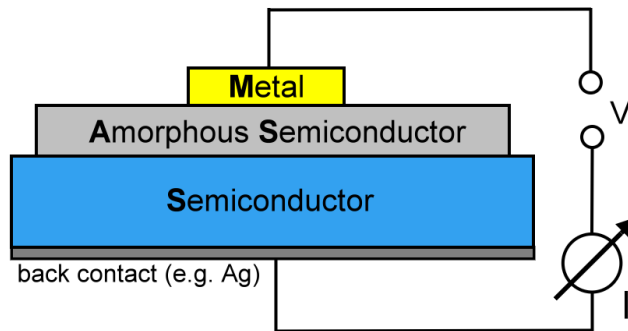 Metal
V
Amorphous Semiconductor
Semiconductor
back contact (e.g. Ag)
I